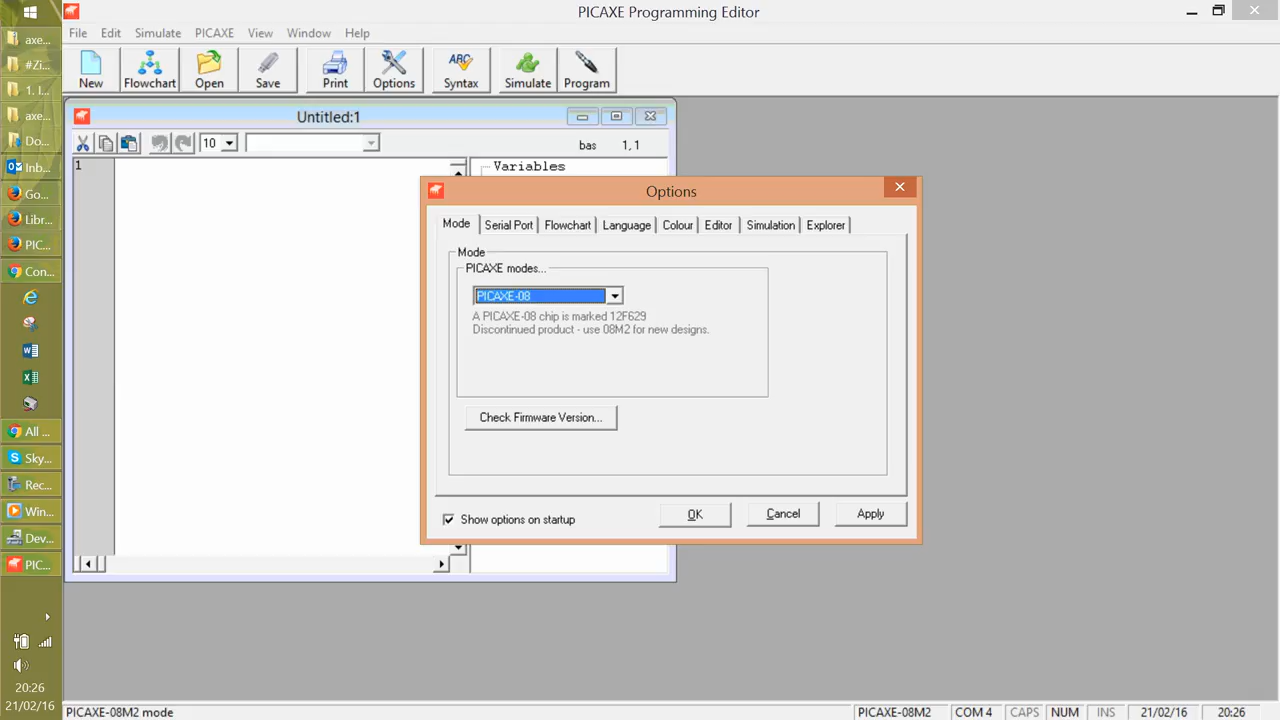 PICAXE Programming Editor
File Edit Simulate PICAXE View Window Help
New Flowchart Open Save Print Options ABC Syntax Simulate Program
Untitled:1
10 bas 1, 1
1
Variables
Options
Mode Serial Port Flowchart Language Colour Editor Simulation Explorer
Mode
PICAXE modes...
PICAXE-08
A PICAXE-08 chip is marked 12F629
Discontinued product - use 08M2 for new designs.
Check Firmware Version...
Show options on startup OK Cancel Apply
axe...
#Zi...
1. I...
axe...
Do...
Inb...
Go...
Libr...
PIC...
Con...
All ...
Sky...
Rec...
Win...
Dev...
PIC...
20:26
21/02/16
PICAXE-08M2 mode PICAXE-08M2 COM 4 CAPS NUM INS 21/02/16 20:26